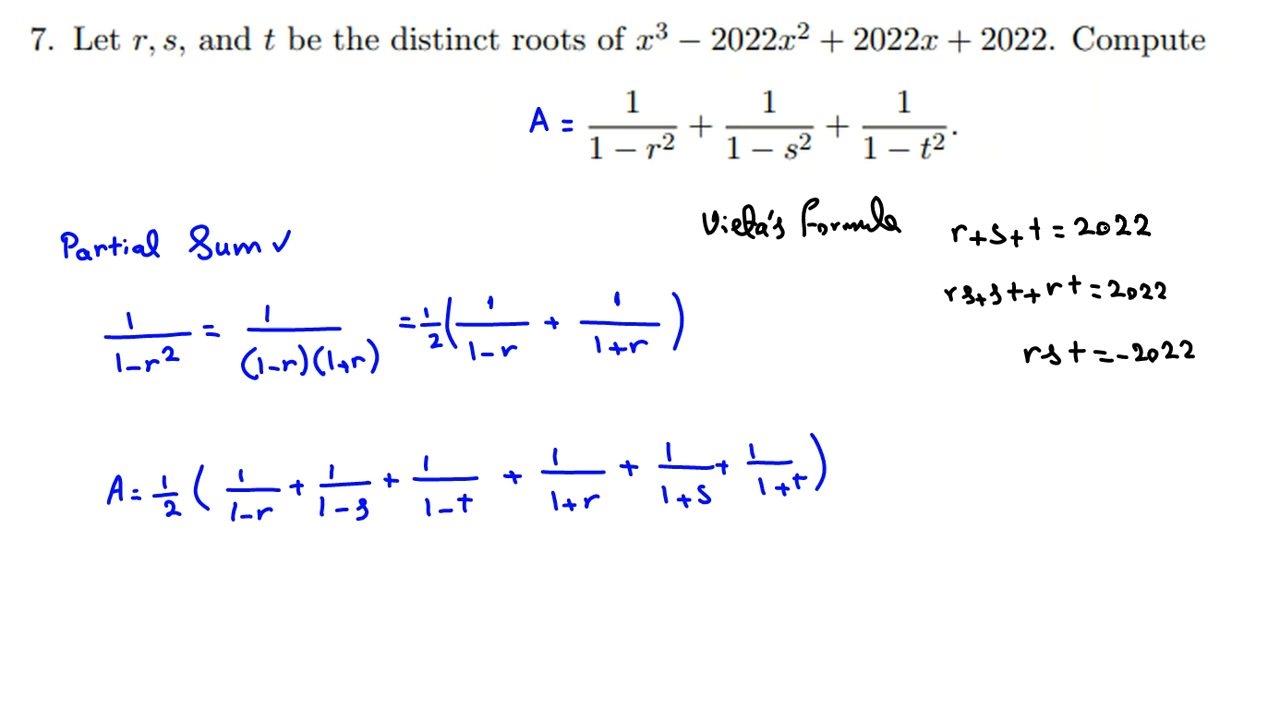 7. Let r, s, and t be the distinct roots of x³ − 2022x² + 2022x + 2022. Compute
A = 1/(1 − r²) + 1/(1 − s²) + 1/(1 − t²).
Vieta's Formula
r+s+t = 2022
Partial Sum ✓
rs+st+rt = 2022
1/(1-r²) = 1/((1-r)(1+r)) = 1/2 (1/(1-r) + 1/(1+r))
rst = -2022
A = 1/2 (1/(1-r) + 1/(1-s) + 1/(1-t) + 1/(1+r) + 1/(1+s) + 1/(1+t))